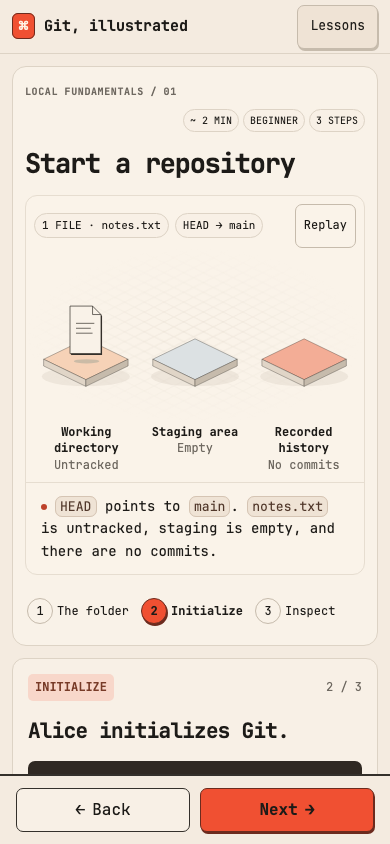 ⌘ Git, illustrated
Lessons
LOCAL FUNDAMENTALS / 01
~ 2 MIN BEGINNER 3 STEPS
Start a repository
1 FILE · notes.txt HEAD → main Replay
Working directory
Untracked
Staging area
Empty
Recorded history
No commits
HEAD points to main. notes.txt
is untracked, staging is empty, and
there are no commits.
1 The folder 2 Initialize 3 Inspect
INITIALIZE 2 / 3
Alice initializes Git.
← Back Next →